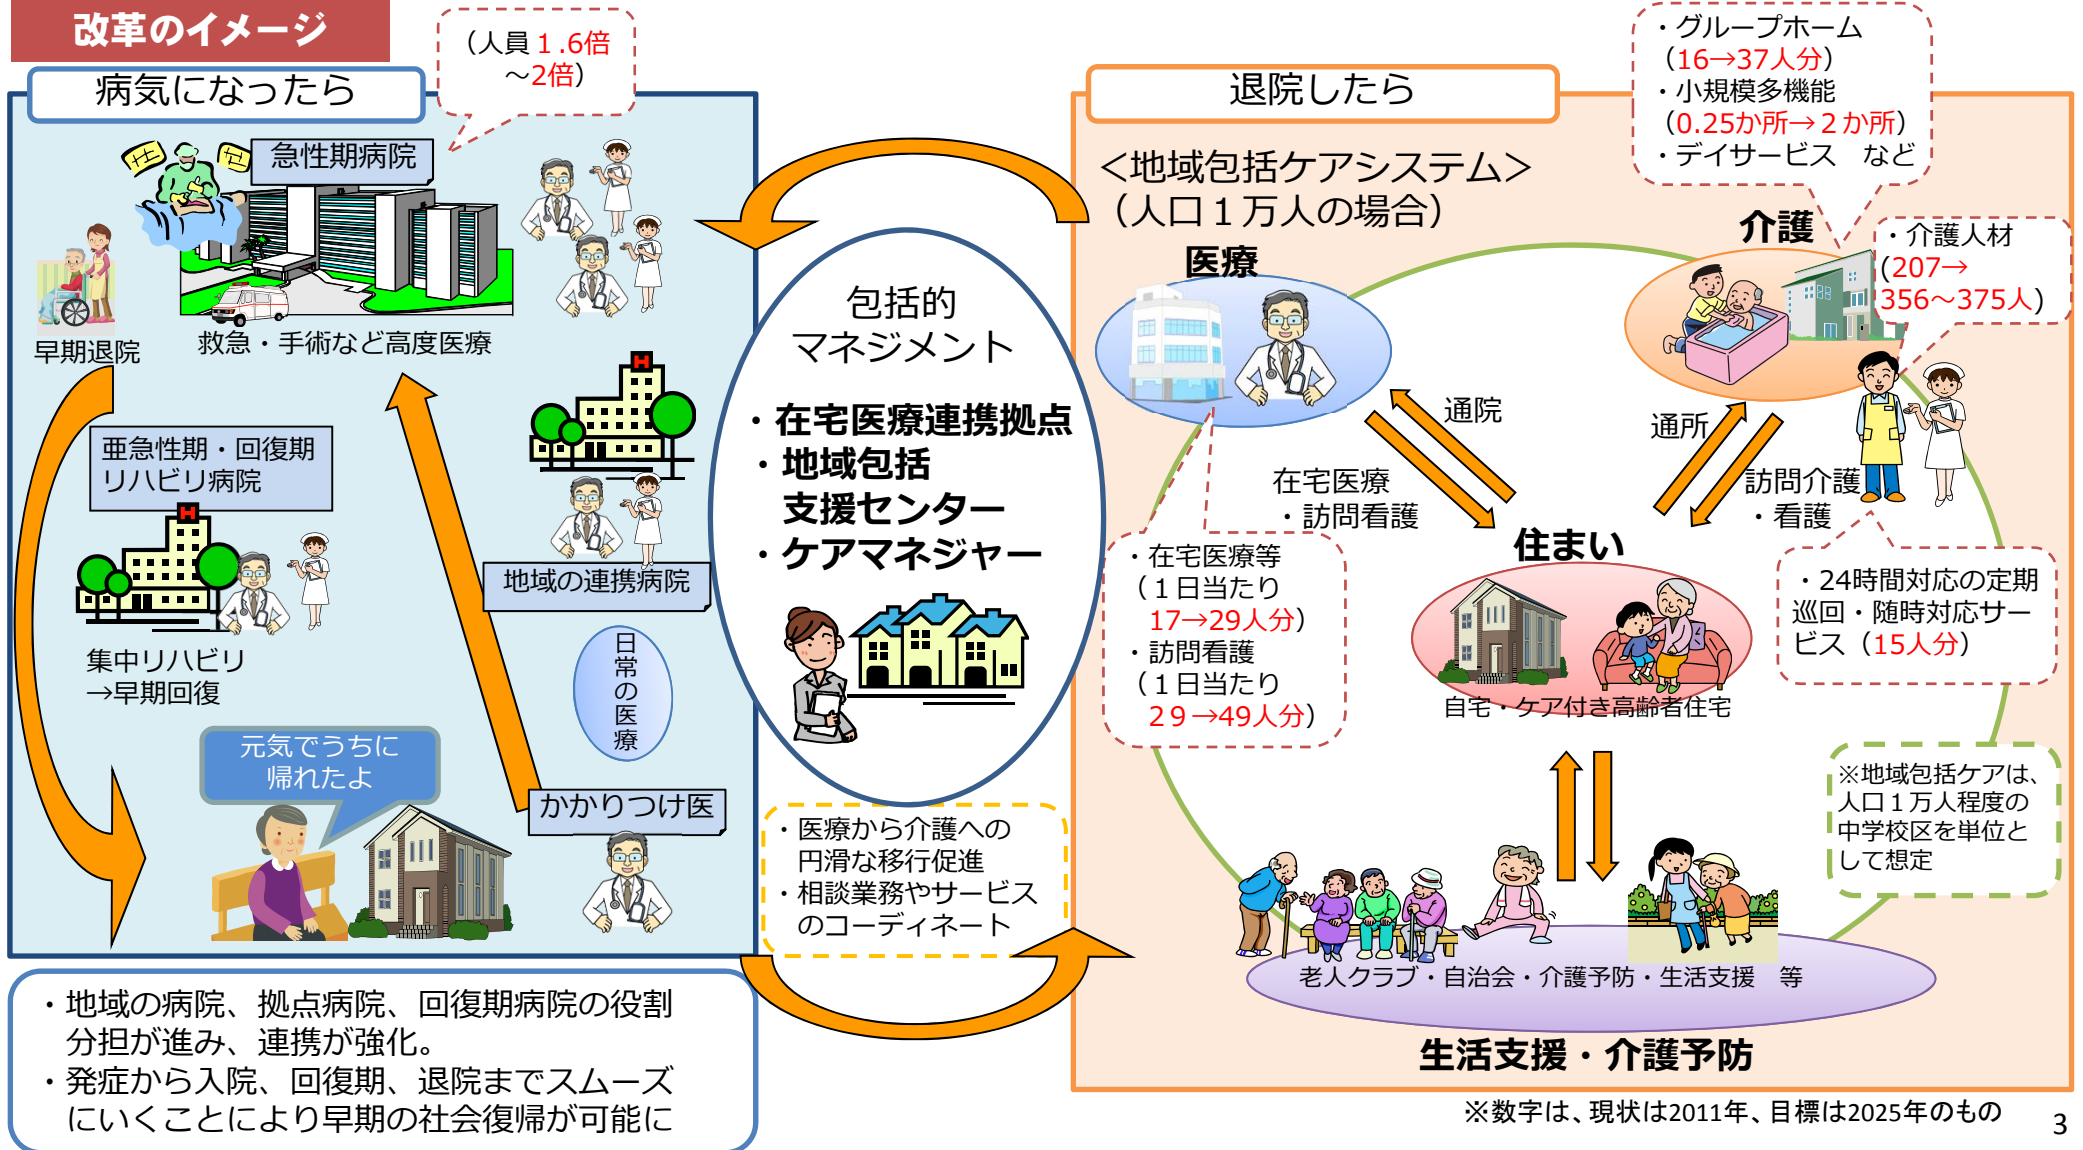 改革のイメージ
病気になったら
（人員１.6倍
～2倍）
急性期病院
救急・手術など高度医療
早期退院
亜急性期・回復期
リハビリ病院
集中リハビリ
→早期回復
地域の連携病院
日常の医療
元気でうちに
帰れたよ
かかりつけ医
・地域の病院、拠点病院、回復期病院の役割
分担が進み、連携が強化。
・発症から入院、回復期、退院までスムーズ
にいくことにより早期の社会復帰が可能に
包括的
マネジメント
・在宅医療連携拠点
・地域包括
支援センター
・ケアマネジャー
・医療から介護への
円滑な移行促進
・相談業務やサービス
のコーディネート
退院したら
＜地域包括ケアシステム＞
（人口１万人の場合）
・グループホーム
（16→37人分）
・小規模多機能
（0.25か所→２か所）
・デイサービス　など
介護
・介護人材
(207→
356～375人)
医療
通院
在宅医療
・訪問看護
通所
訪問介護
・看護
・在宅医療等
（１日当たり
17→29人分）
・訪問看護
（１日当たり
２９→49人分）
住まい
自宅・ケア付き高齢者住宅
・24時間対応の定期
巡回・随時対応サー
ビス（15人分）
※地域包括ケアは、
人口１万人程度の
中学校区を単位と
して想定
老人クラブ・自治会・介護予防・生活支援　等
生活支援・介護予防
※数字は、現状は2011年、目標は2025年のもの
3